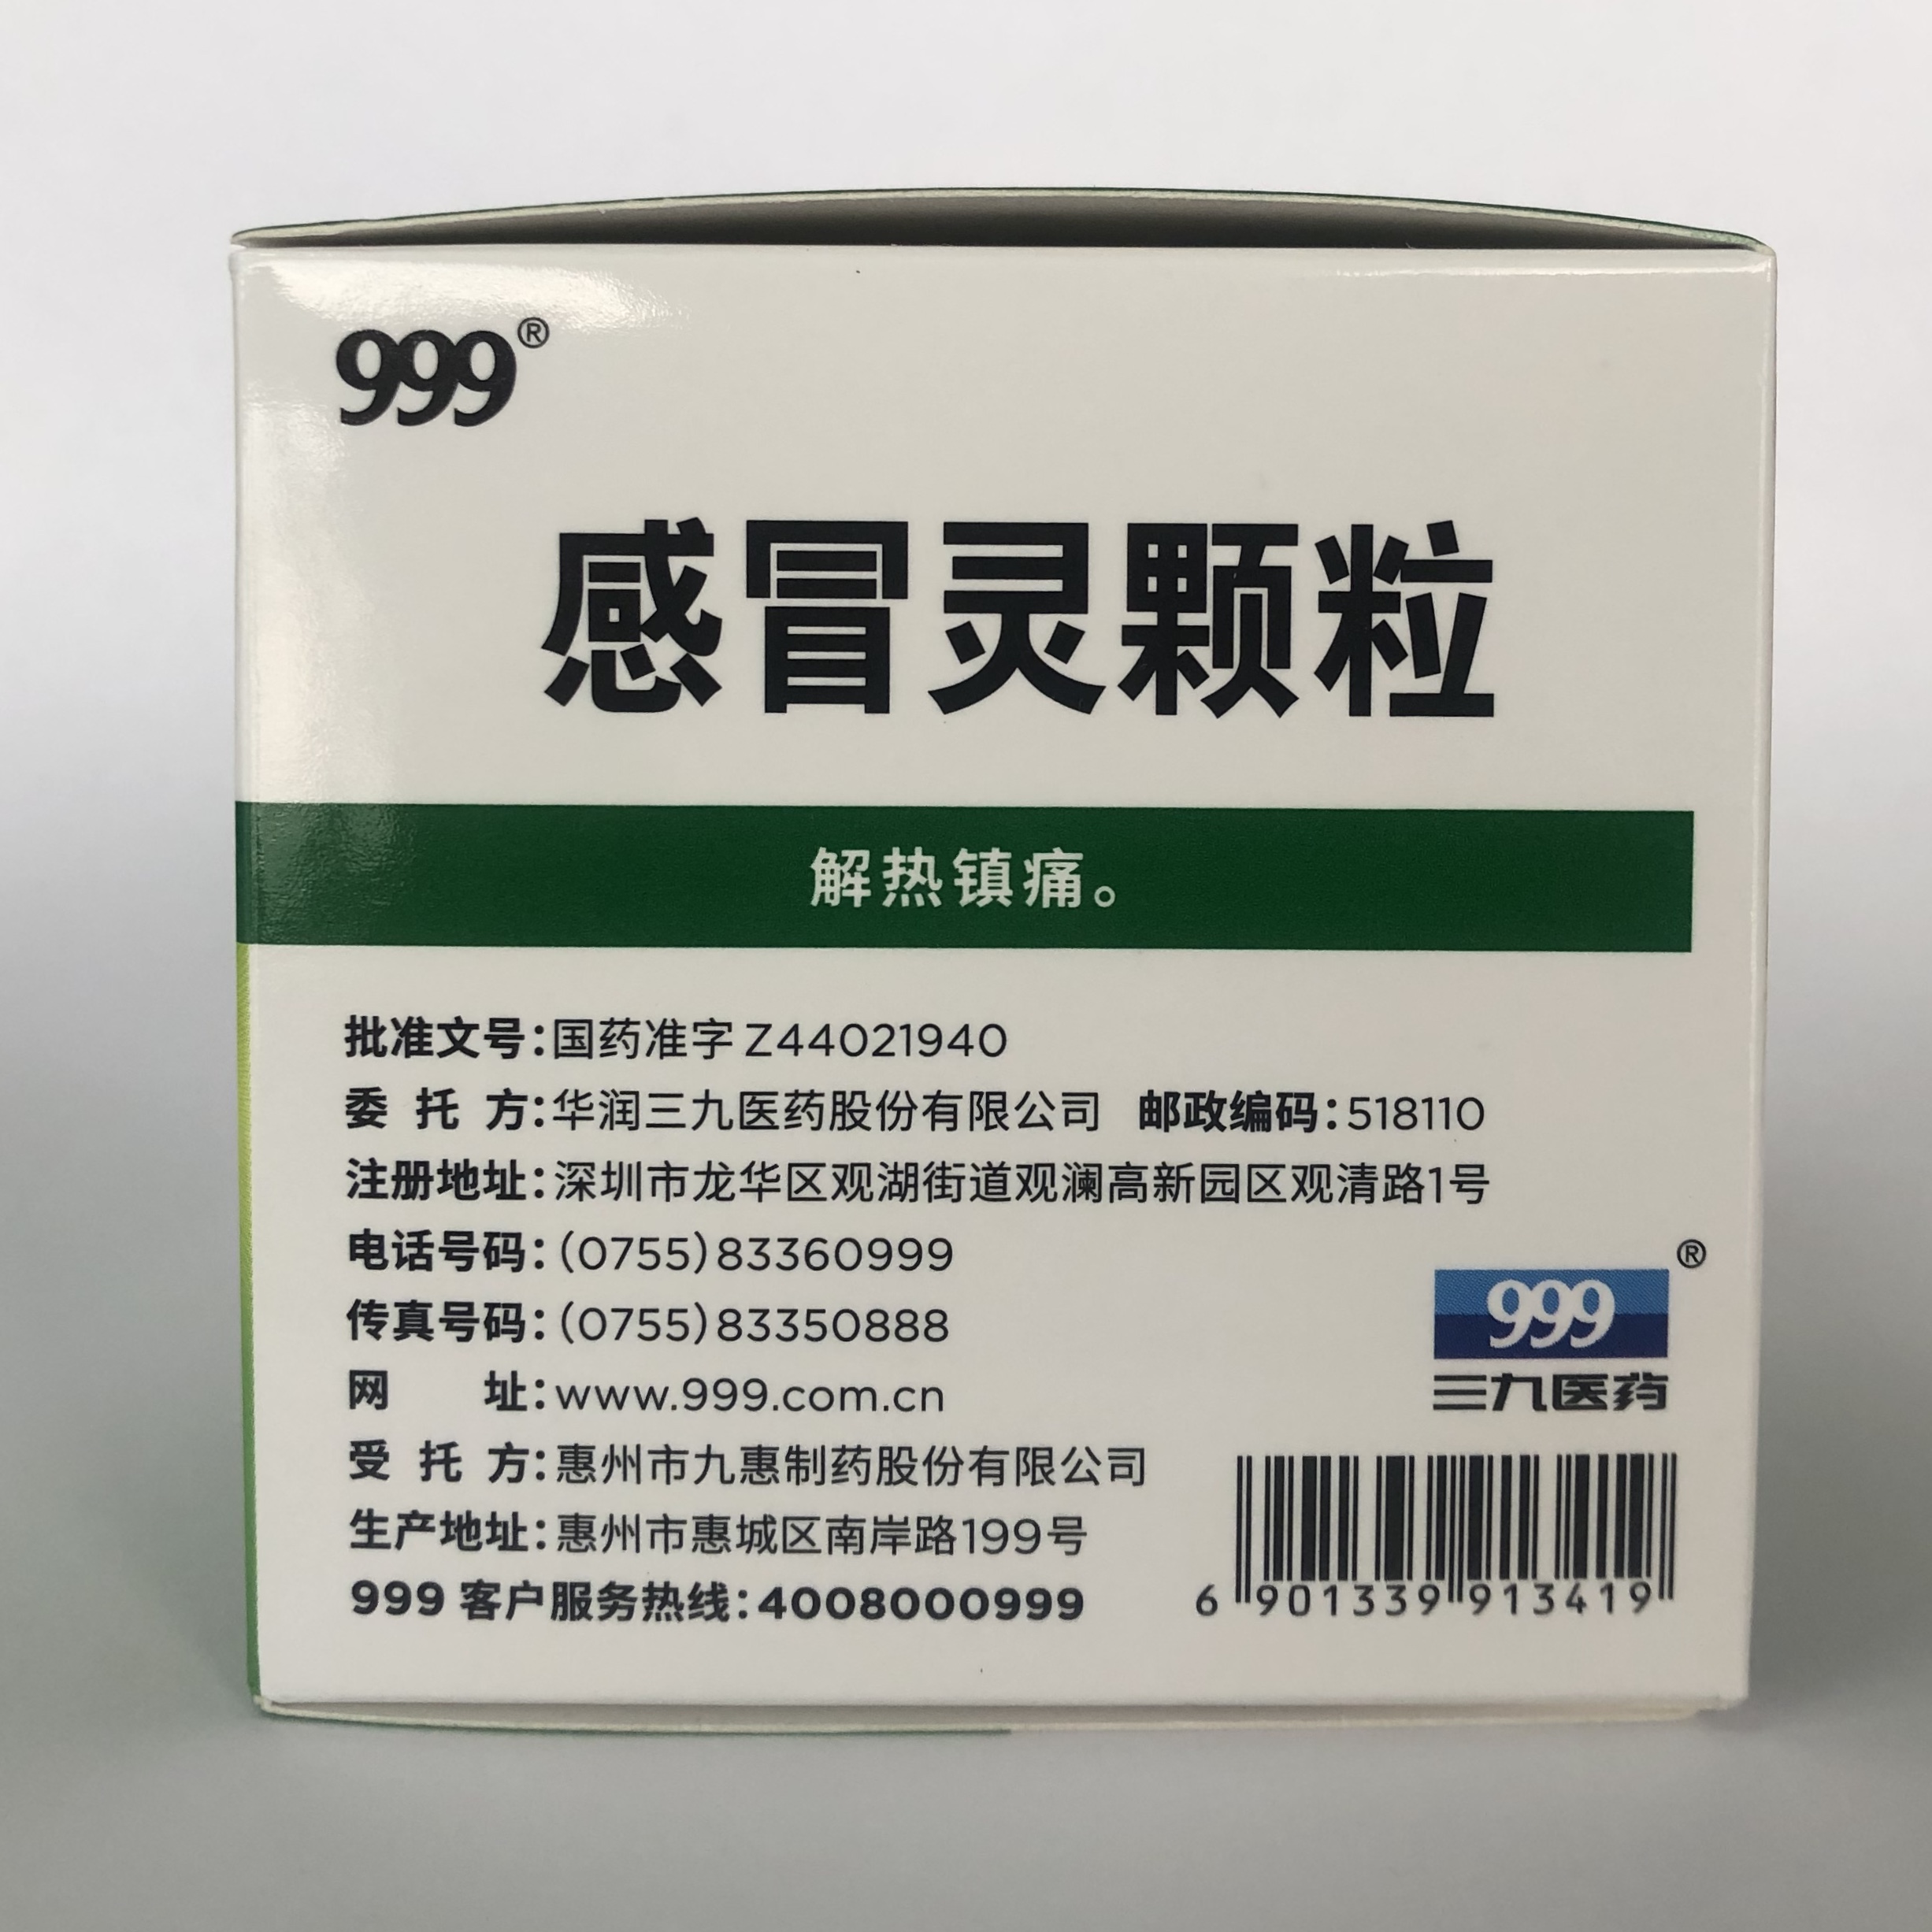 999®
感冒灵颗粒
解热镇痛。
批准文号：国药准字 Z44021940
委托方：华润三九医药股份有限公司 邮政编码：518110
注册地址：深圳市龙华区观湖街道观澜高新园区观清路1号
电话号码：(0755)83360999
传真号码：(0755)83350888
网址：www.999.com.cn
受托方：惠州市九惠制药股份有限公司
生产地址：惠州市惠城区南岸路199号
999 客户服务热线：4008000999
999®
三九医药
6 901339 913419